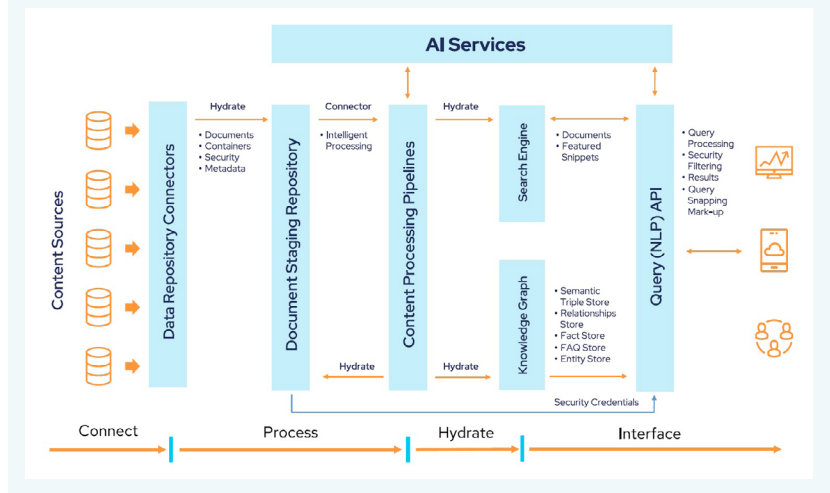 AI Services
Content Sources
Data Repository Connectors
Hydrate
• Documents
• Containers
• Security
• Metadata
Document Staging Repository
Connector
• Intelligent
Processing
Hydrate
Content Processing Pipelines
Hydrate
Search Engine
• Documents
• Featured
Snippets
Hydrate
Knowledge Graph
• Semantic
Triple Store
• Relationships
Store
• Fact Store
• FAQ Store
• Entity Store
Query (NLP) API
• Query
Processing
• Security
Filtering
• Results
• Query
Snapping
Mark-up
Security Credentials
Connect
Process
Hydrate
Interface